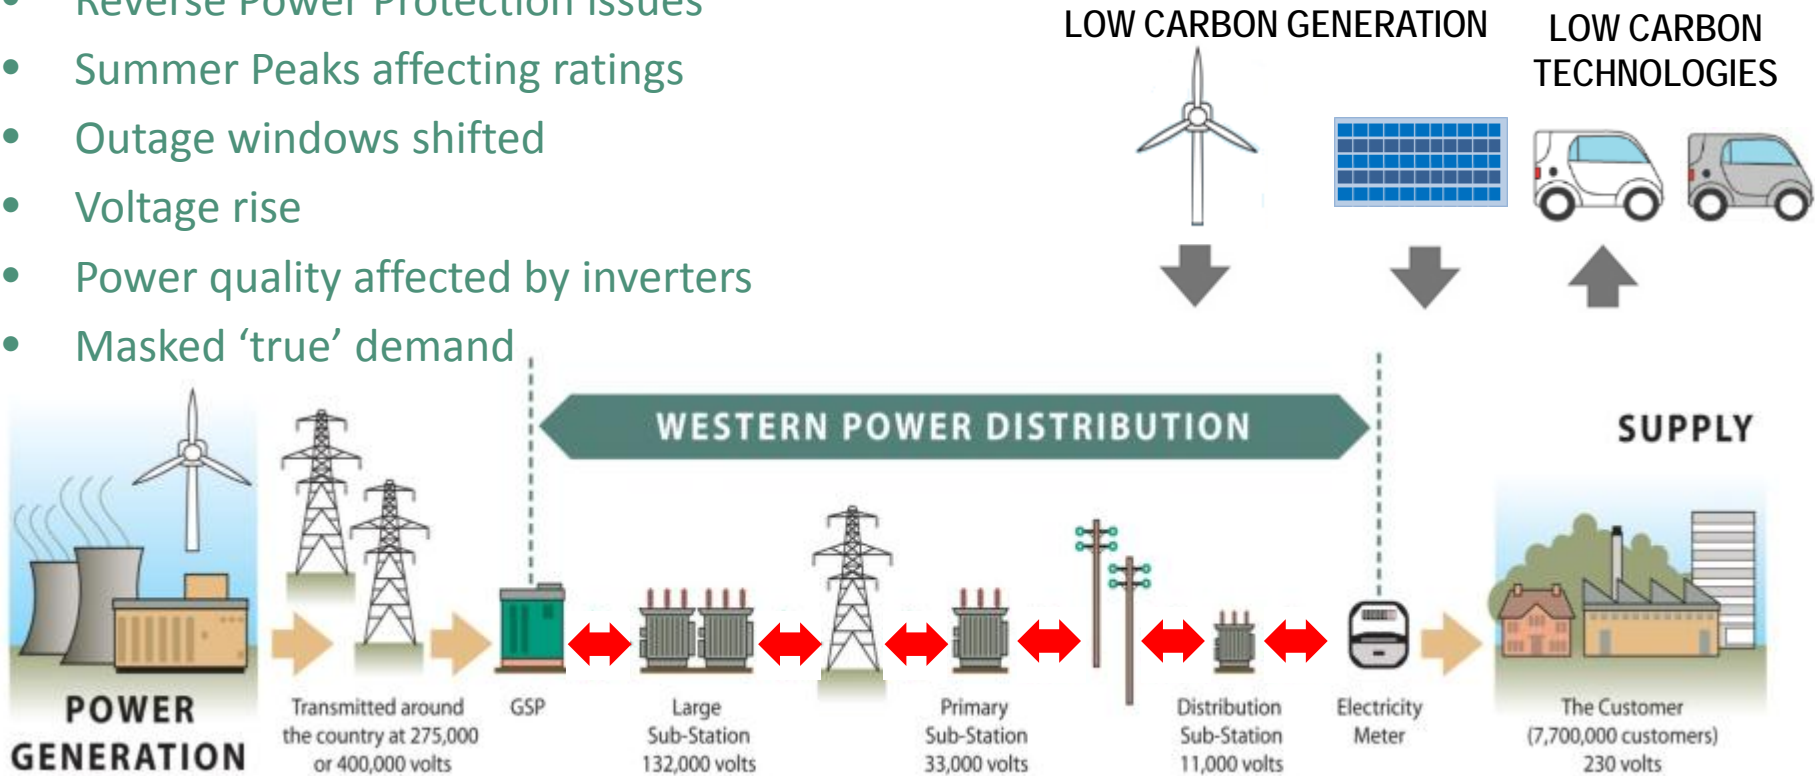 • Reverse Power Protection Issues
• Summer Peaks affecting ratings
• Outage windows shifted
• Voltage rise
• Power quality affected by inverters
• Masked ‘true’ demand
LOW CARBON GENERATION
LOW CARBON
TECHNOLOGIES
WESTERN POWER DISTRIBUTION
SUPPLY
POWER
GENERATION
Transmitted around
the country at 275,000
or 400,000 volts
GSP
Large
Sub-Station
132,000 volts
Primary
Sub-Station
33,000 volts
Distribution
Sub-Station
11,000 volts
Electricity
Meter
The Customer
(7,700,000 customers)
230 volts